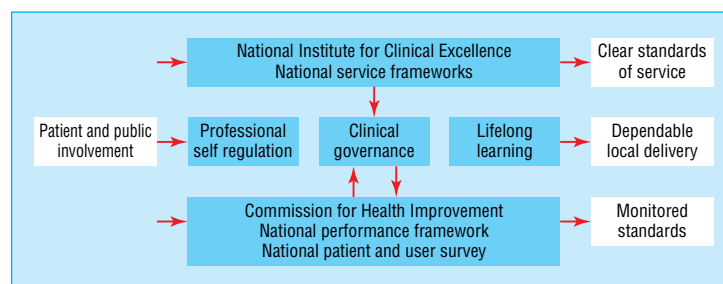 National Institute for Clinical Excellence
National service frameworks
Clear standards
of service
Patient and public
involvement
Professional
self regulation
Clinical
governance
Lifelong
learning
Dependable
local delivery
Commission for Health Improvement
National performance framework
National patient and user survey
Monitored
standards